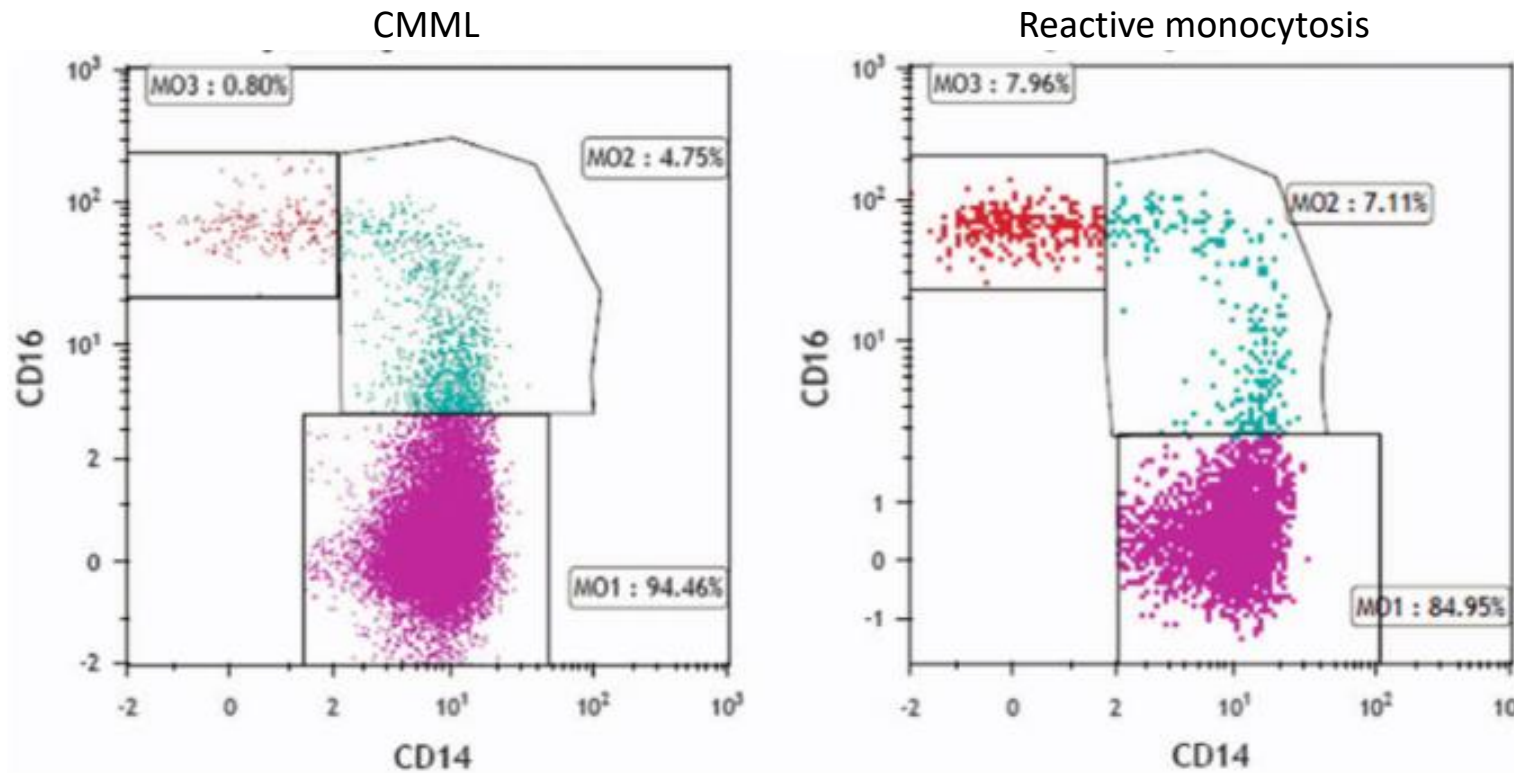 CMML
10³
MO3 : 0.80%
MO2 : 4.75%
10²
CD16
10¹
2
0
MO1 : 94.46%
-2
-2 0 2 10¹ 10² 10³
CD14
Reactive monocytosis
10³
MO3 : 7.96%
10²
MO2 : 7.11%
CD16
10¹
1
0
MO1 : 84.95%
-1
-2 0 2 10¹ 10² 10
CD14